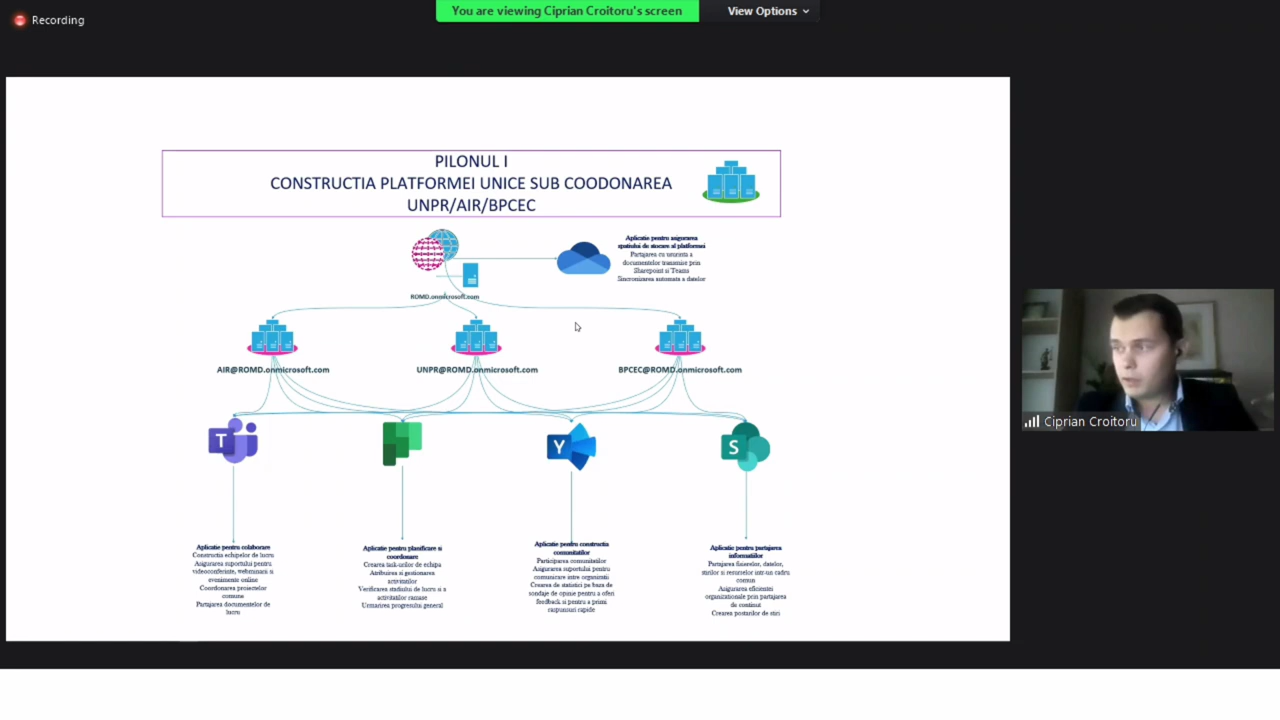 Recording
You are viewing Ciprian Croitoru's screen
View Options
PILONUL I
CONSTRUCTIA PLATFORMEI UNICE SUB COODONAREA
UNPR/AIR/BPCEC
Aplicatie pentru asigurarea
spatiului de stocare al platformei
Partajarea cu usurinta a
documentelor transmise prin
Sharepoint si Teams
Sincronizarea automata a datelor
ROMD.onmicrosoft.com
AIR@ROMD.onmicrosoft.com
UNPR@ROMD.onmicrosoft.com
BPCEC@ROMD.onmicrosoft.com
T
Y
S
Aplicatie pentru colaborare
Constructia echipelor de lucru
Asigurarea suportului pentru
videoconferinte, webminarii si
evenimente online
Coordonarea proiectelor
comune
Partajarea documentelor de
lucru
Aplicatie pentru planificare si
coordonare
Crearea task-urilor de echipa
Atribuirea si gestionarea
activitatilor
Verificarea stadiului de lucru si a
activitatilor ramase
Urmarirea progresului general
Aplicatie pentru constructia
comunitatilor
Participarea comunitatilor
Asigurarea suportului pentru
comunicare intre organizatii
Crearea de statistici pe baza de
sondaje de opinie pentru a oferi
feedback si pentru a primi
raspunsuri rapide
Aplicatie pentru partajarea
informatiilor
Partajarea fisierelor, datelor,
stirilor si resurselor intr-un cadru
comun
Asigurarea eficientei
organizationale prin partajarea
de continut
Crearea postarilor de stiri
Ciprian Croitoru